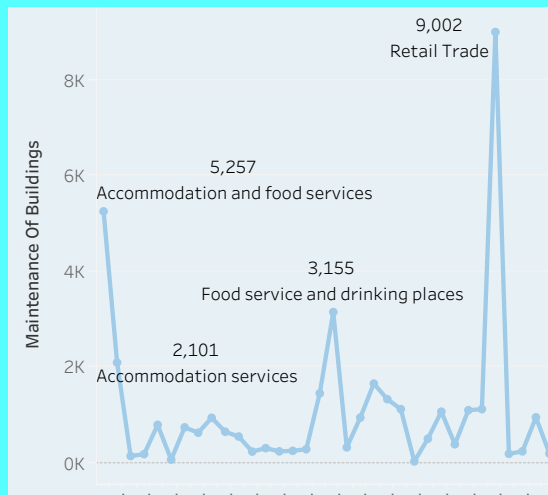 9,002
Retail Trade
8K
5,257
6K
Accommodation and food services
Maintenance Of Buildings
4K
3,155
Food service and drinking places
2,101
2K
Accommodation services
0K